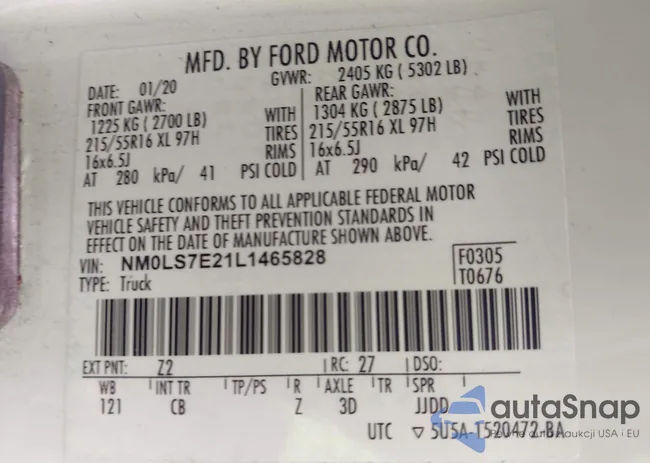 MFD. BY FORD MOTOR CO.
DATE: 01/20 GVWR: 2405 KG ( 5302 LB)
FRONT GAWR: REAR GAWR:
1225 KG ( 2700 LB) WITH 1304 KG ( 2875 LB) WITH
215/55R16 XL 97H TIRES 215/55R16 XL 97H TIRES
16x6.5J RIMS 16x6.5J RIMS
AT 280 kPa/ 41 PSI COLD AT 290 kPa/ 42 PSI COLD
THIS VEHICLE CONFORMS TO ALL APPLICABLE FEDERAL MOTOR
VEHICLE SAFETY AND THEFT PREVENTION STANDARDS IN
EFFECT ON THE DATE OF MANUFACTURE SHOWN ABOVE.
VIN: NM0LS7E21L1465828 F0305
TYPE: Truck T0676
EXT PNT: Z2 RC: 27 DSO:
WB INT TR TP/PS R AXLE TR SPR
121 CB Z 3D JJDD
UTC ▽ 5U5A-1520472-BA
autaSnap
Pewne auta z aukcji USA i EU